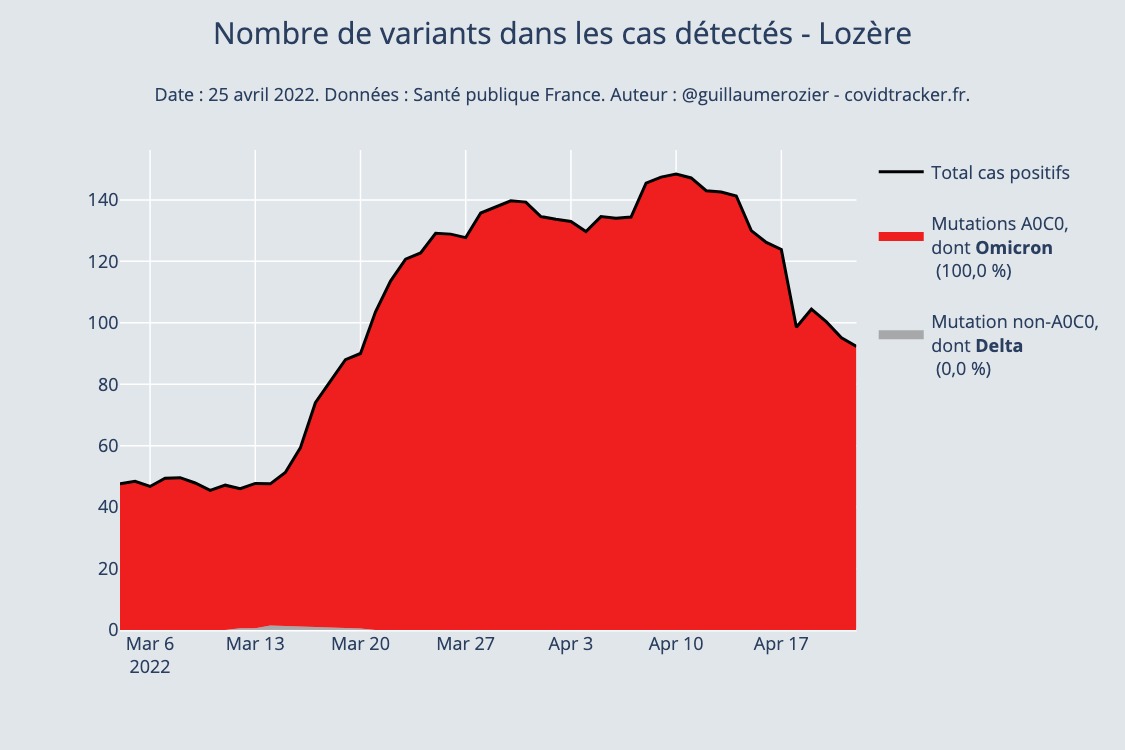 Nombre de variants dans les cas détectés - Lozère
Date : 25 avril 2022. Données : Santé publique France. Auteur : @guillaumerozier - covidtracker.fr.
Total cas positifs
Mutations A0C0,
dont Omicron
(100,0 %)
Mutation non-A0C0,
dont Delta
(0,0 %)
140
120
100
80
60
40
20
0
Mar 6
2022
Mar 13
Mar 20
Mar 27
Apr 3
Apr 10
Apr 17